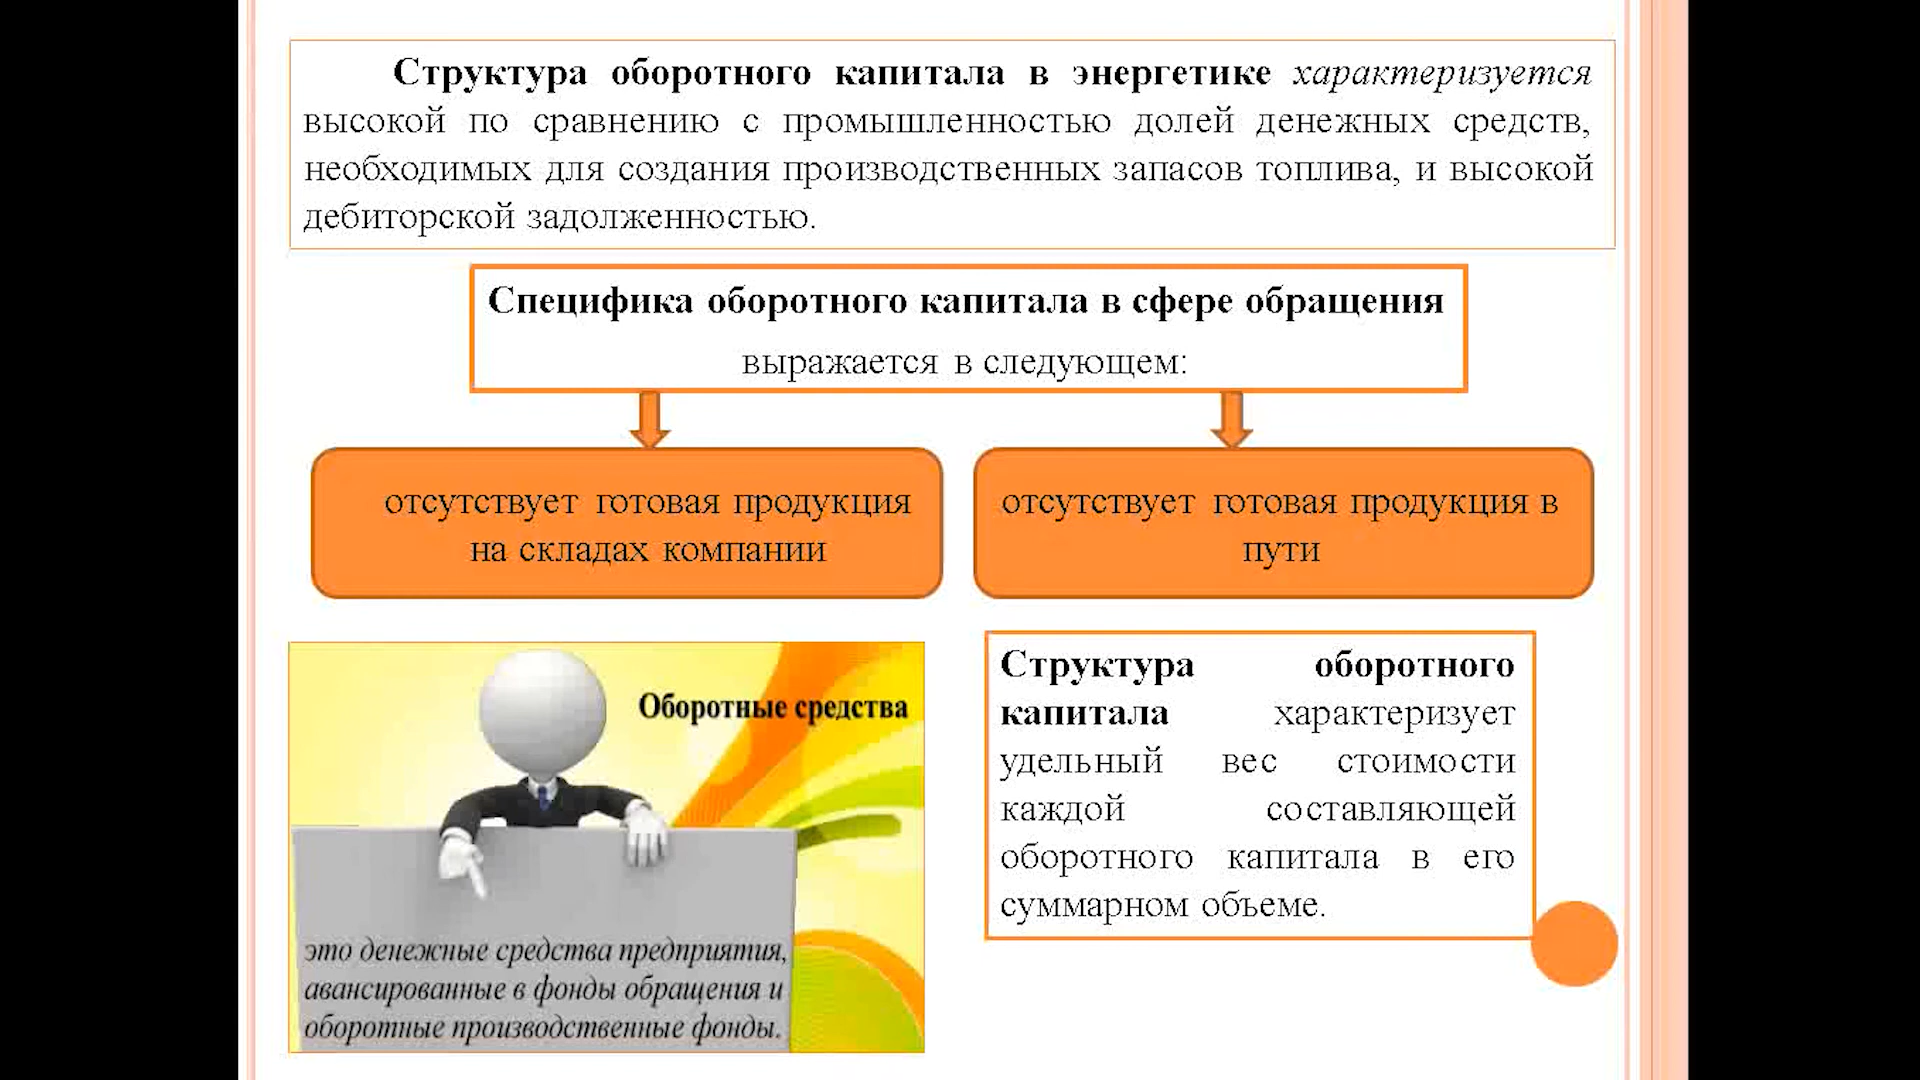 Структура оборотного капитала в энергетике характеризуется
высокой по сравнению с промышленностью долей денежных средств,
необходимых для создания производственных запасов топлива, и высокой
дебиторской задолженностью.
Специфика оборотного капитала в сфере обращения
выражается в следующем:
отсутствует готовая продукция
на складах компании
отсутствует готовая продукция в
пути
Оборотные средства
это денежные средства предприятия,
авансированные в фонды обращения и
оборотные производственные фонды.
Структура оборотного
капитала характеризует
удельный вес стоимости
каждой составляющей
оборотного капитала в его
суммарном объеме.